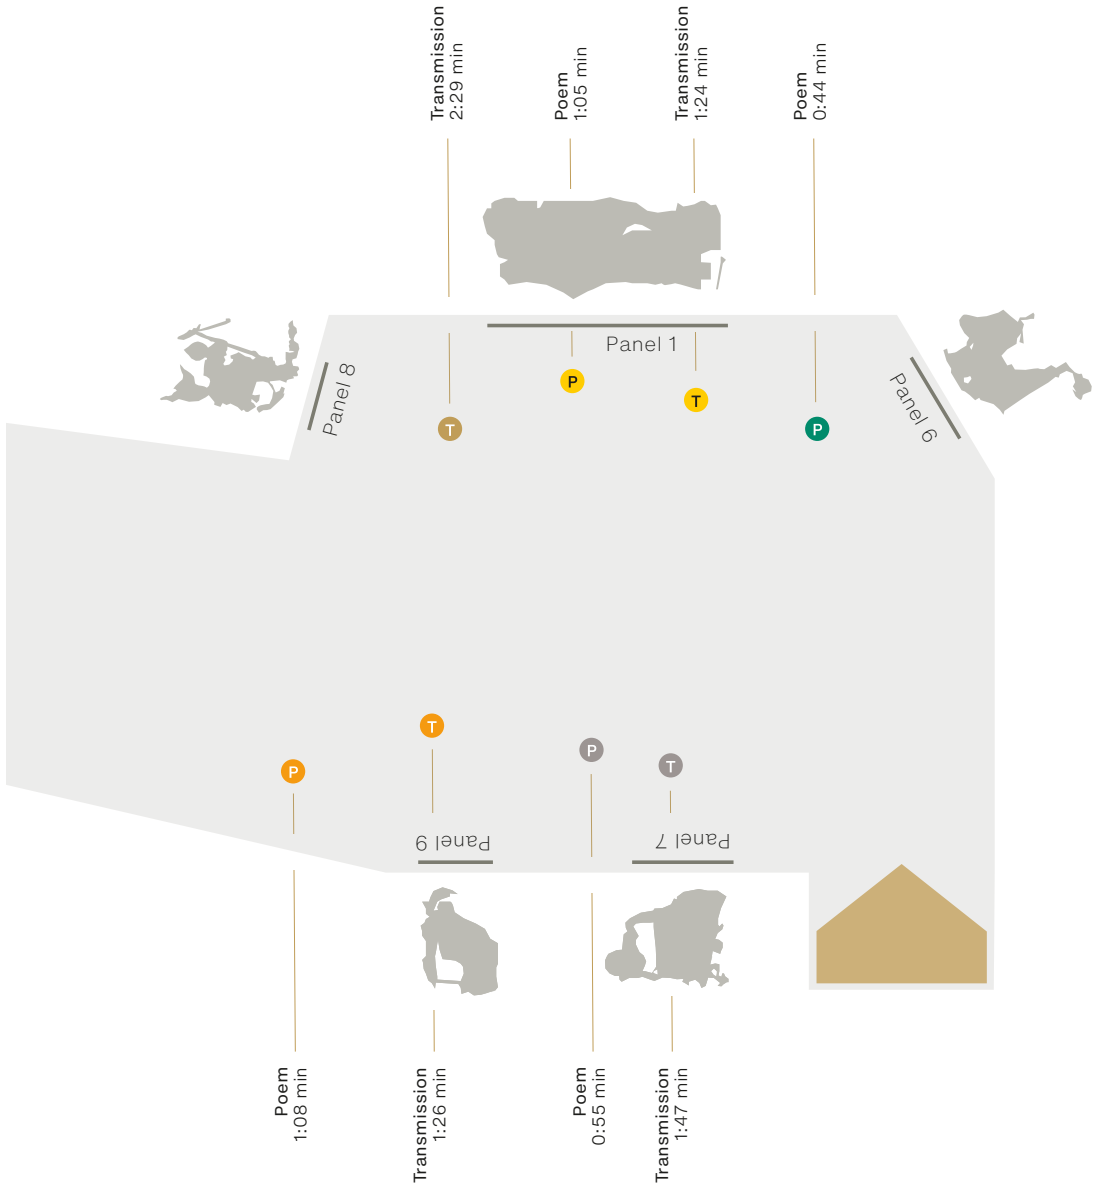 Transmission
2:29 min
Poem
1:05 min
Transmission
1:24 min
Poem
0:44 min
Panel 8
Panel 1
Panel 6
P
T
T
P
T
P
P
T
Panel 9
Panel 7
Poem
1:08 min
Transmission
1:26 min
Poem
0:55 min
Transmission
1:47 min